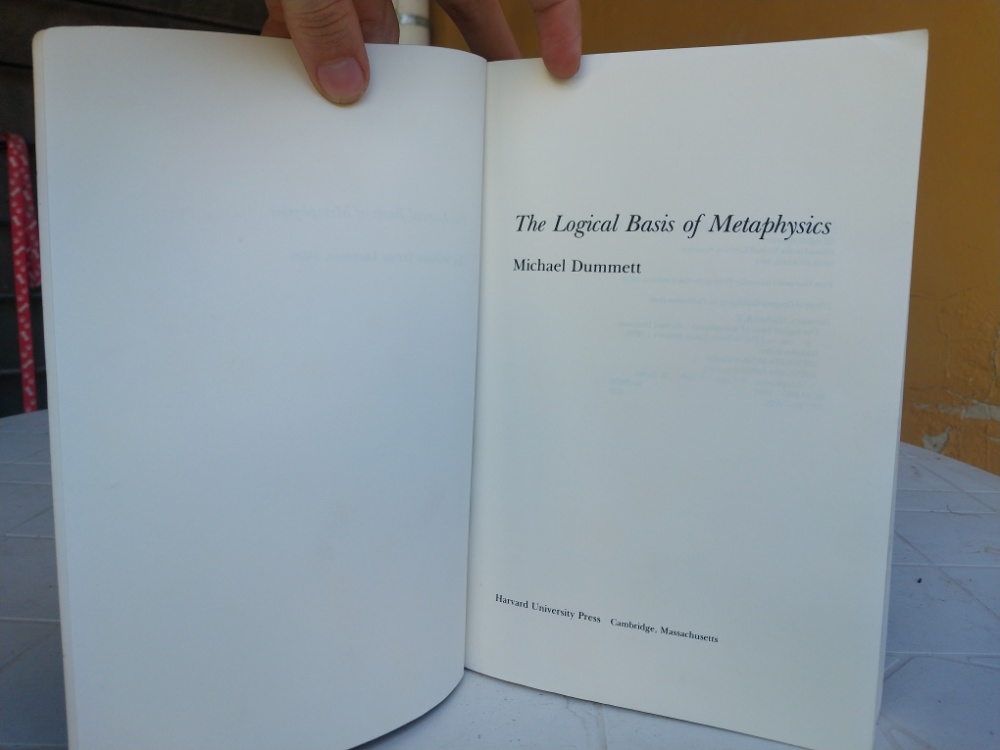 The Logical Basis of Metaphysics
Michael Dummett
Harvard University Press Cambridge, Massachusetts